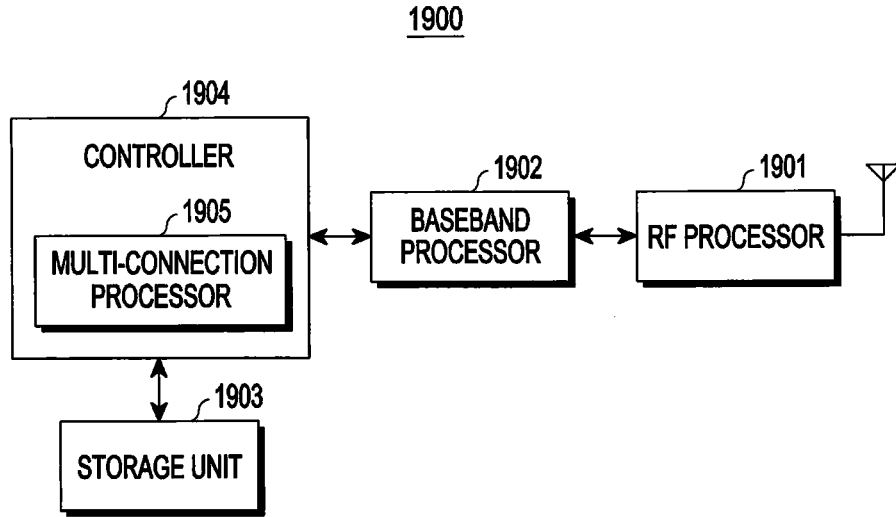 1900
1904
CONTROLLER
1905
MULTI-CONNECTION
PROCESSOR
1902
BASEBAND
PROCESSOR
1901
RF PROCESSOR
1903
STORAGE UNIT